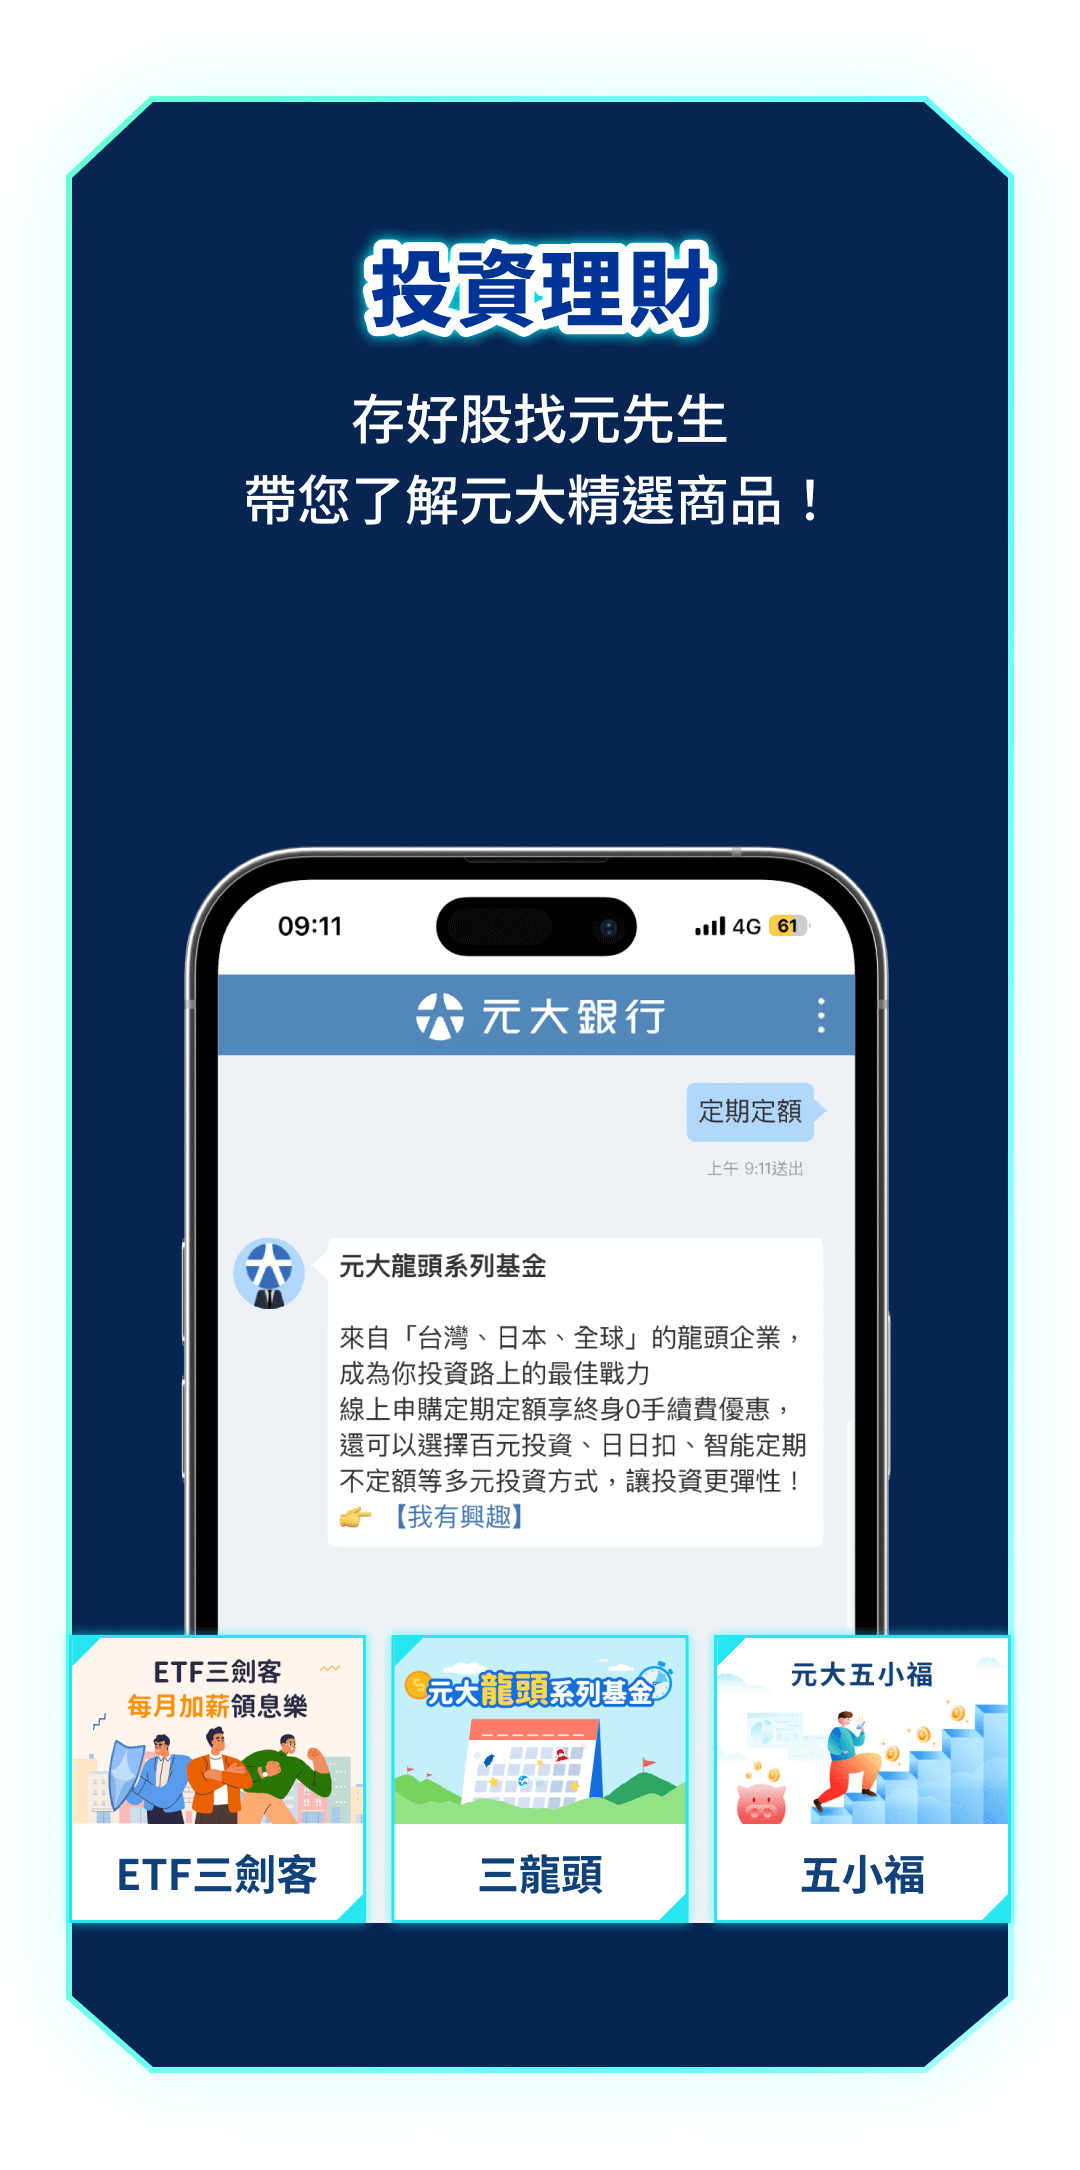 投資理財
存好股找元先生
帶您了解元大精選商品！
09:11
4G 61
元大銀行
定期定額
上午 9:11送出
元大龍頭系列基金
來自「台灣、日本、全球」的龍頭企業，
成為你投資路上的最佳戰力
線上申購定期定額享終身0手續費優惠，
還可以選擇百元投資、日日扣、智能定期
不定額等多元投資方式，讓投資更彈性！
👉 【我有興趣】
ETF三劍客
每月加薪領息樂
ETF三劍客
元大龍頭系列基金
三龍頭
元大五小福
五小福